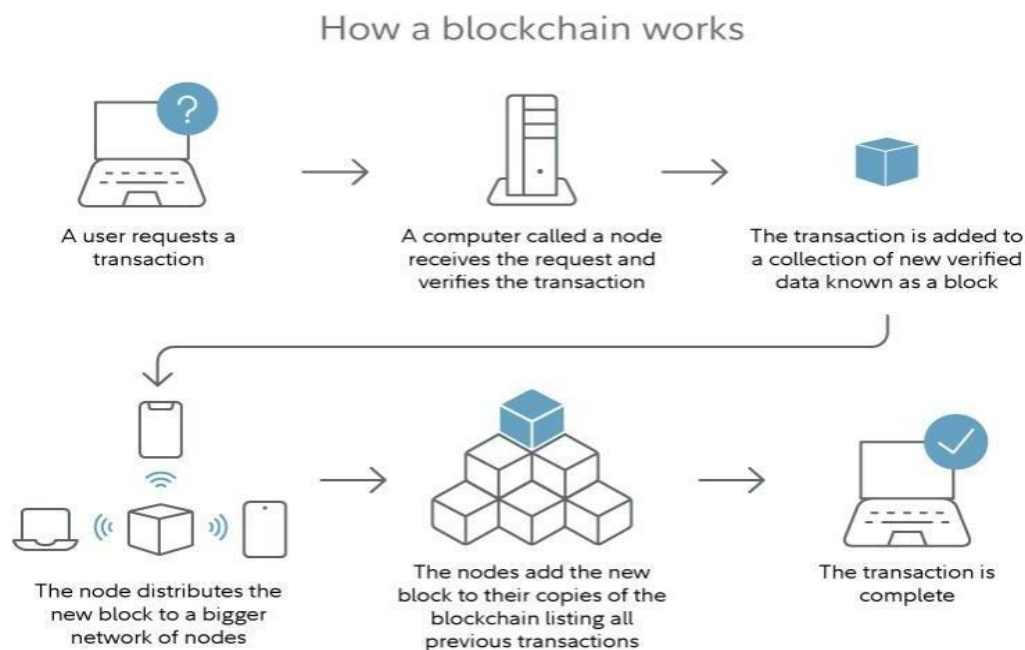 How a blockchain works
?
A user requests a
transaction
A computer called a node
receives the request and
verifies the transaction
The transaction is added to
a collection of new verified
data known as a block
The node distributes the
new block to a bigger
network of nodes
The nodes add the new
block to their copies of the
blockchain listing all
previous transactions
The transaction is
complete